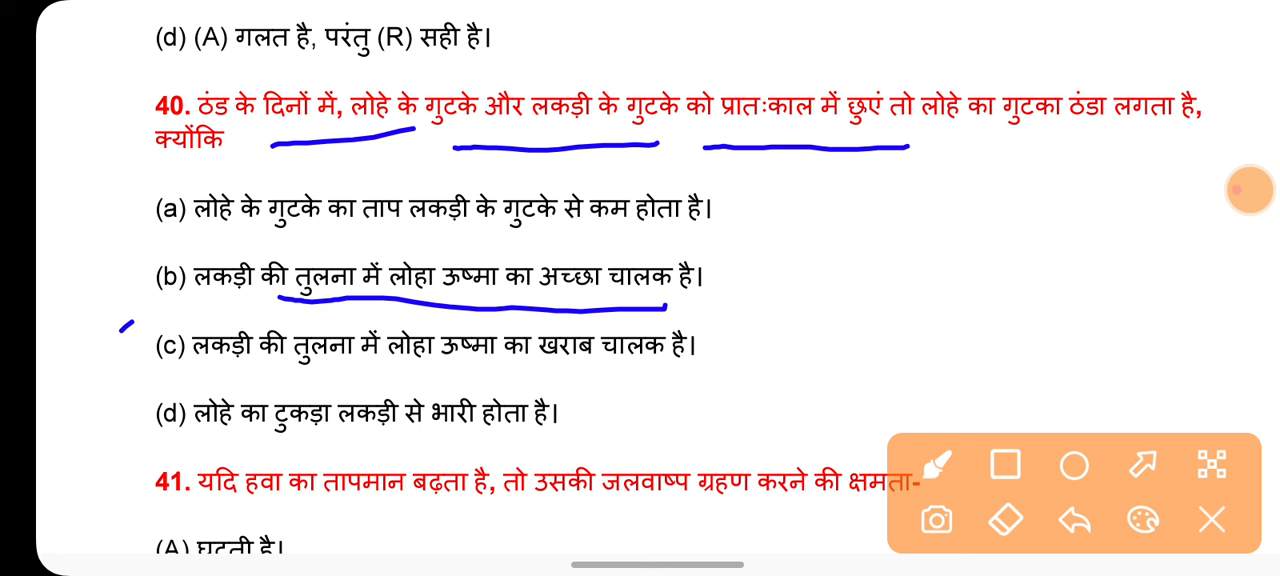 (d) (A) गलत है, परंतु (R) सही है।
40. ठंड के दिनों में, लोहे के गुटके और लकड़ी के गुटके को प्रातःकाल में छुएं तो लोहे का गुटका ठंडा लगता है,
क्योंकि
(a) लोहे के गुटके का ताप लकड़ी के गुटके से कम होता है।
(b) लकड़ी की तुलना में लोहा ऊष्मा का अच्छा चालक है।
(c) लकड़ी की तुलना में लोहा ऊष्मा का खराब चालक है।
(d) लोहे का टुकड़ा लकड़ी से भारी होता है।
41. यदि हवा का तापमान बढ़ता है, तो उसकी जलवाष्प ग्रहण करने की क्षमता-
(A) घटती है।